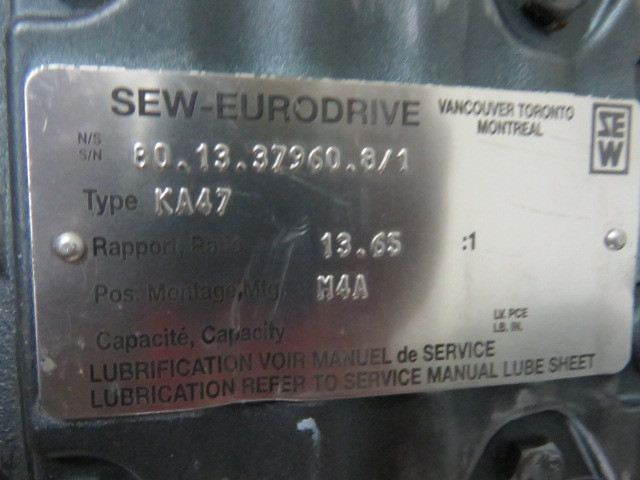 SEW-EURODRIVE
VANCOUVER TORONTO
MONTREAL
SEW
N/S
S/N 80.13.37960.8/1
Type KA47
Rapport, Ratio 13.65 :1
Pos. Montage, Mtg. M4A
LV. PCE
LB. IN.
Capacité, Capacity
LUBRIFICATION VOIR MANUEL de SERVICE
LUBRICATION REFER TO SERVICE MANUAL LUBE SHEET